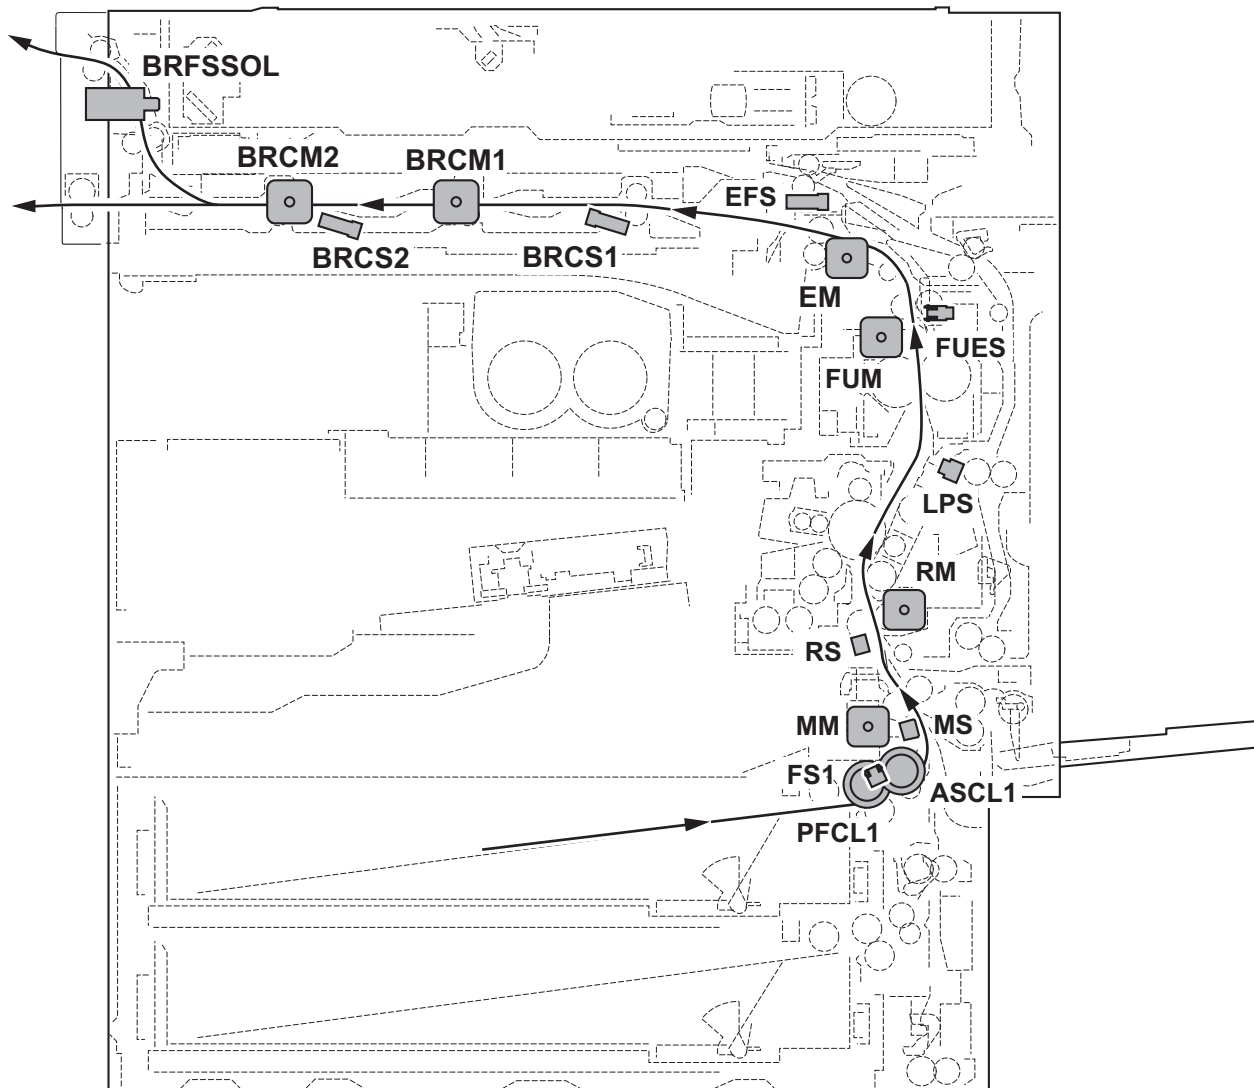 BRFSSOL
BRCM2
BRCM1
EFS
BRCS2
BRCS1
EM
FUES
FUM
LPS
RM
RS
MM
MS
FS1
ASCL1
PFCL1